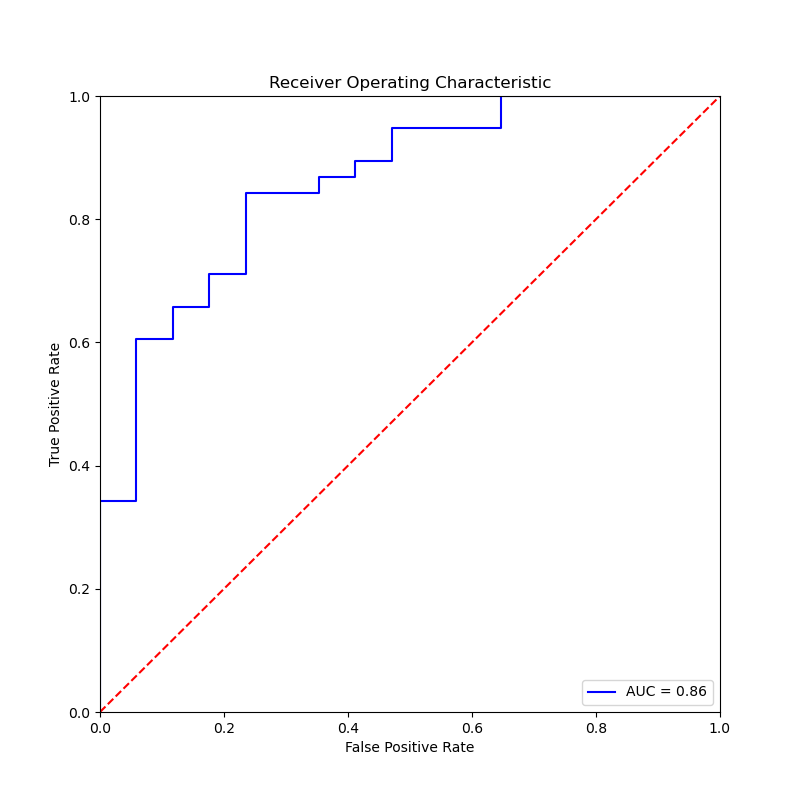 Receiver Operating Characteristic
1.0
0.8
0.6
0.4
0.2
0.0
True Positive Rate
AUC = 0.86
0.0 0.2 0.4 0.6 0.8 1.0
False Positive Rate